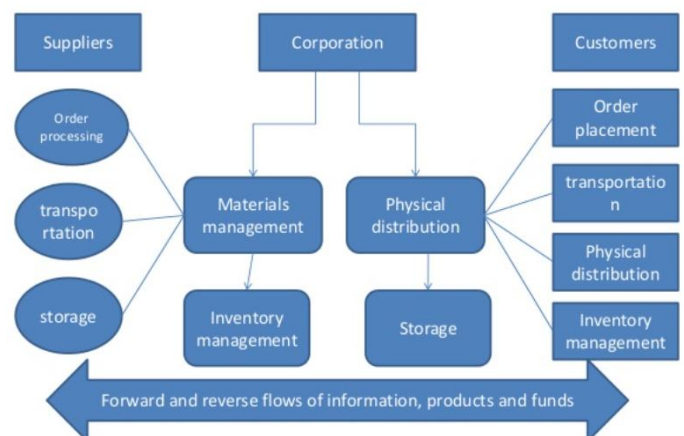 Suppliers
Corporation
Customers
Order
processing
transpo
rtation
storage
Materials
management
Physical
distribution
Inventory
management
Storage
Order
placement
transportatio
n
Physical
distribution
Inventory
management
Forward and reverse flows of information, products and funds